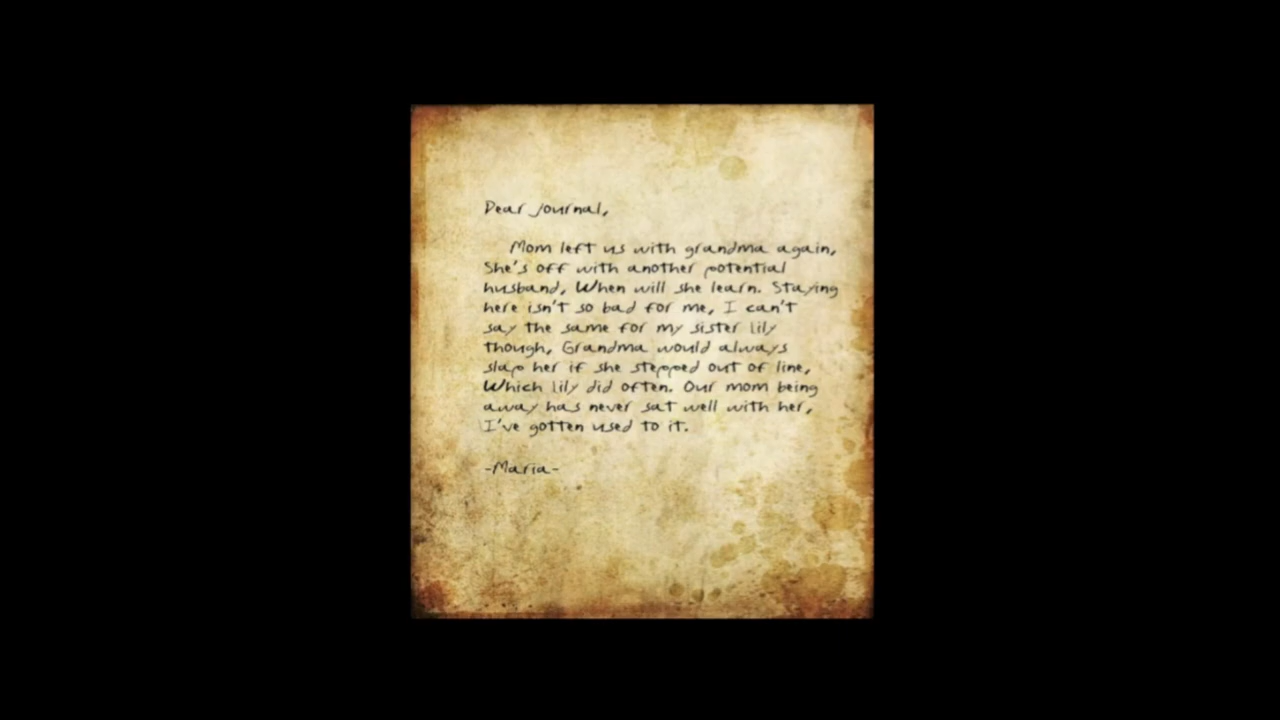 Dear Journal,
Mom left us with grandma again,
She's off with another potential
husband, When will she learn. Staying
here isn't so bad for me, I can't
say the same for my sister lily
though, Grandma would always
slap her if she stepped out of line,
Which lily did often. Our mom being
away has never sat well with her,
I've gotten used to it.
-Maria-